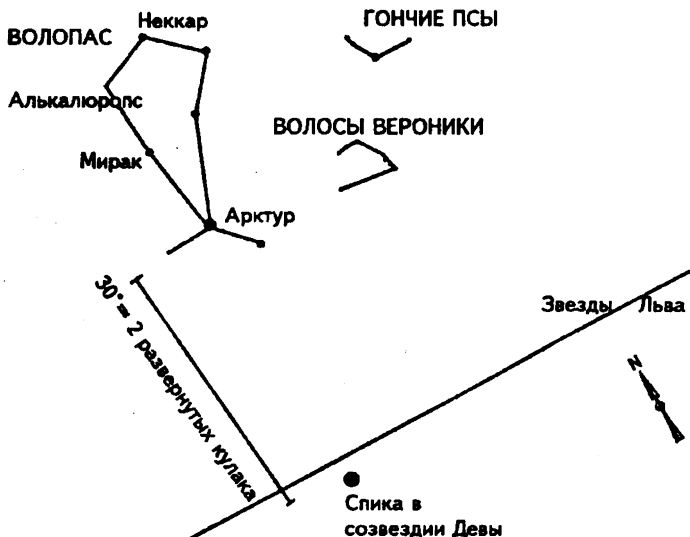 Неккар
ВОЛОПАС
ГОНЧИЕ ПСЫ
Алькалюропс
ВОЛОСЫ ВЕРОНИКИ
Мирак
Арктур
30°= 2 развернутых кулака
Звезды Льва
N
Спика в
созвездии Девы